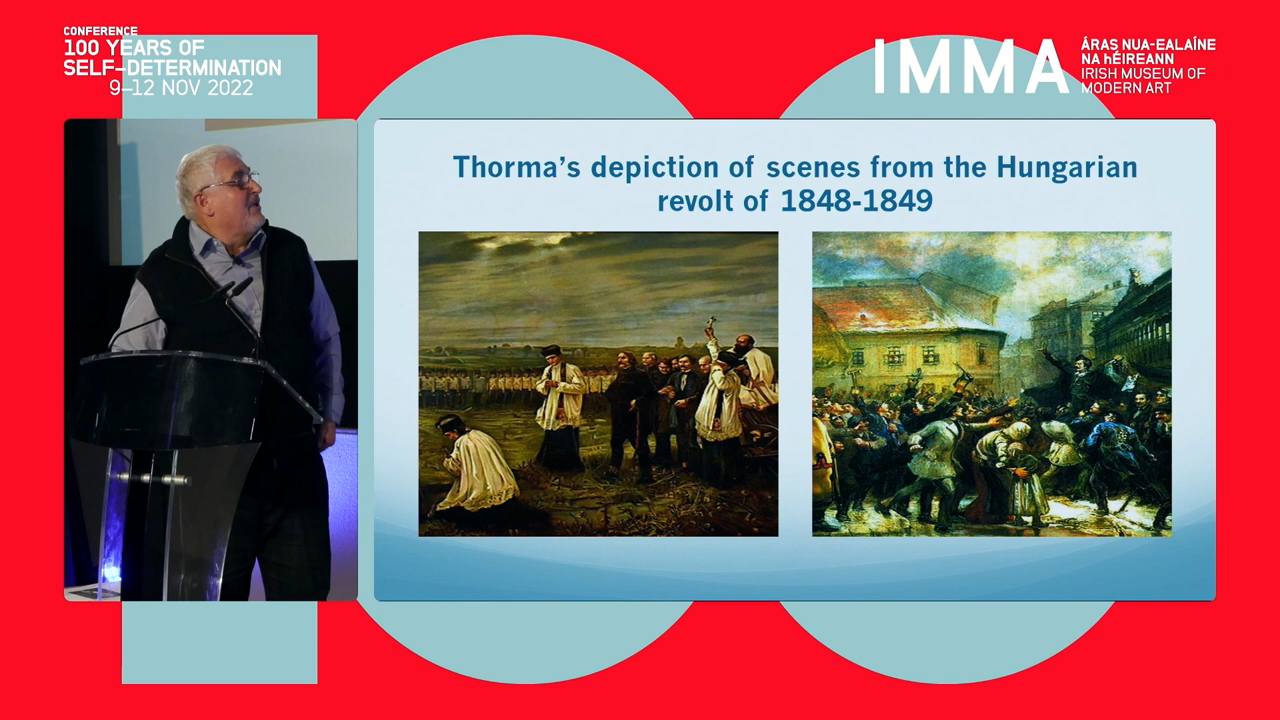 CONFERENCE
100 YEARS OF
SELF-DETERMINATION
9–12 NOV 2022
IMMA
ÁRAS NUA-EALAÍNE
NA hÉIREANN
IRISH MUSEUM OF
MODERN ART
Thorma's depiction of scenes from the Hungarian
revolt of 1848-1849